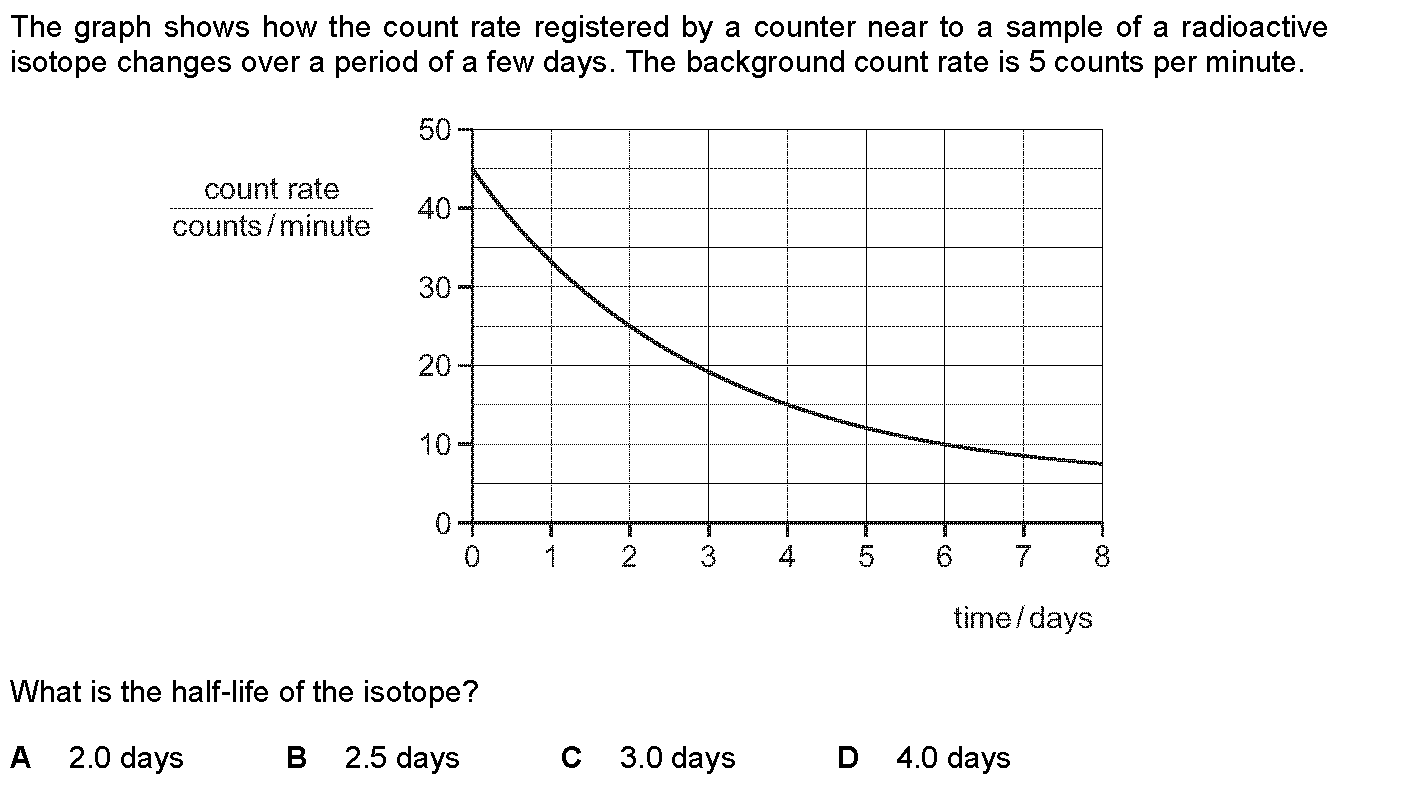 The graph shows how the count rate registered by a counter near to a sample of a radioactive
isotope changes over a period of a few days. The background count rate is 5 counts per minute.
50
count rate
counts/minute
40
30
20
10
0
0 1 2 3 4 5 6 7 8
time/days
What is the half-life of the isotope?
A 2.0 days B 2.5 days C 3.0 days D 4.0 days